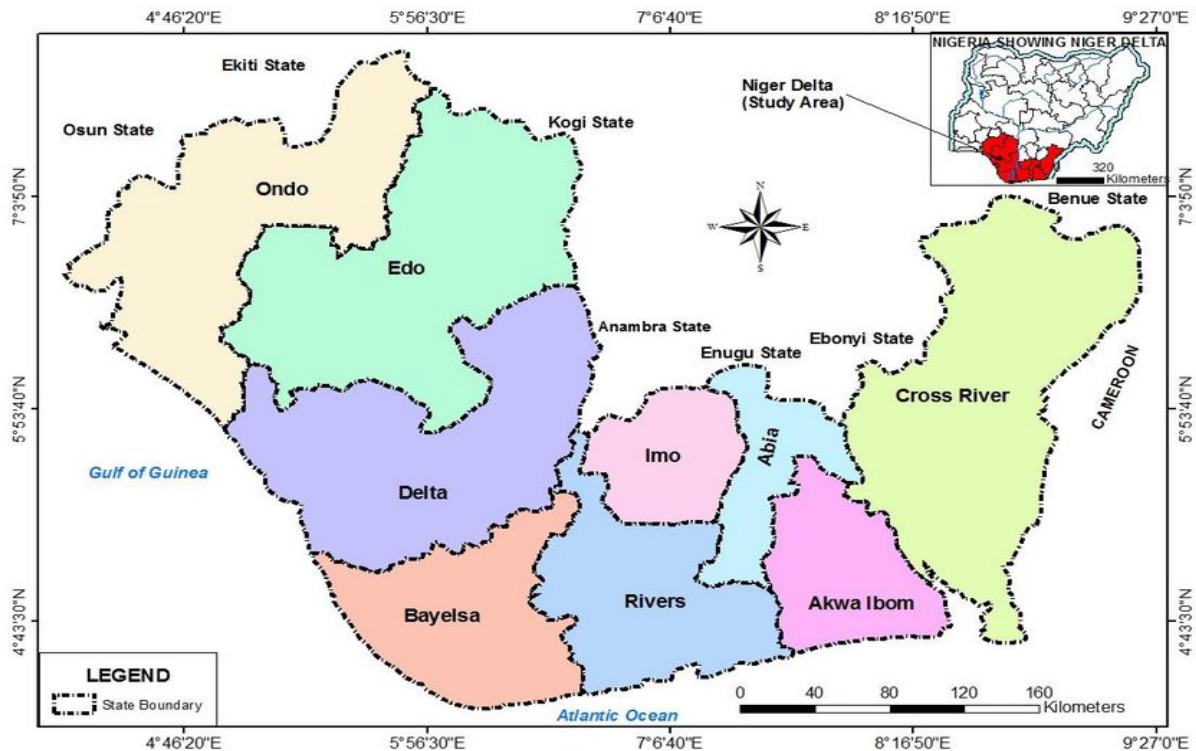 4°46'20"E 5°56'30"E 7°6'40"E 8°16'50"E 9°27'0"E
NIGERIA SHOWING NIGER DELTA
Ekiti State
Niger Delta
(Study Area)
Osun State
Kogi State
320
Kilometers
7°3'50"N
Ondo
N
W E
S
Benue State
7°3'50"N
Edo
Anambra State
Enugu State
Ebonyi State
5°53'40"N
Cross River
CAMEROON
5°53'40"N
Imo
Abia
Gulf of Guinea
Delta
Bayelsa
Rivers
Akwa Ibom
4°43'30"N
4°43'30"N
LEGEND
State Boundary
0 40 80 120 160
Kilometers
Atlantic Ocean
4°46'20"E 5°56'30"E 7°6'40"E 8°16'50"E 9°27'0"E